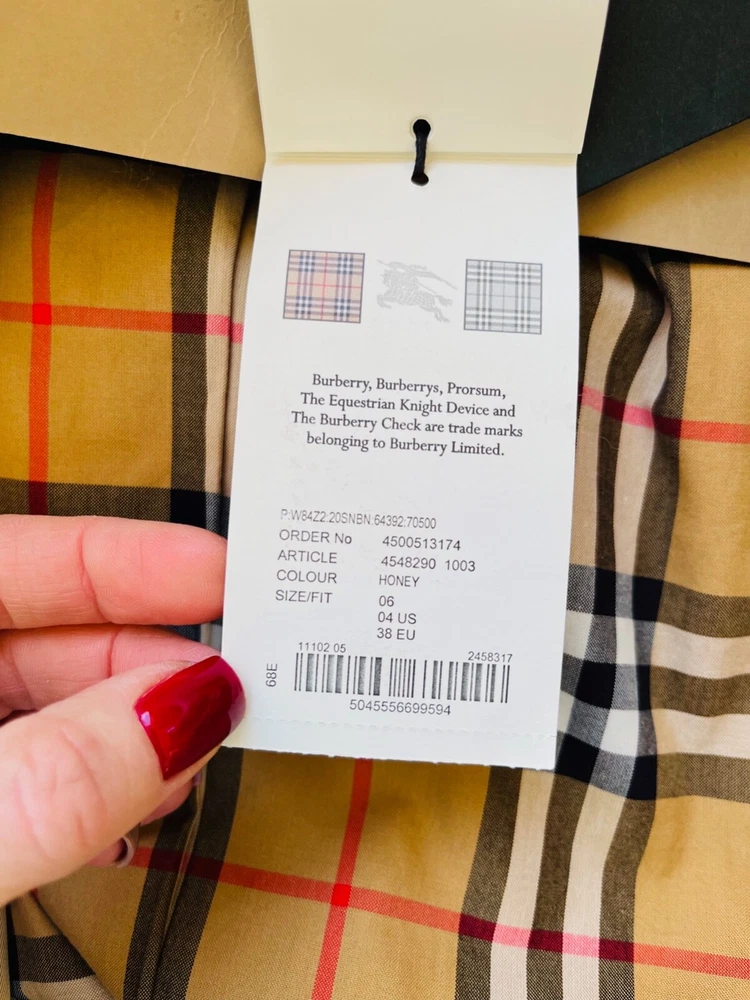 Burberry, Burberrys, Prorsum,
The Equestrian Knight Device and
The Burberry Check are trade marks
belonging to Burberry Limited.
P:W84Z2:20SNBN:64392:70500
ORDER No 4500513174
ARTICLE 4548290 1003
COLOUR HONEY
SIZE/FIT 06
04 US
38 EU
11102 05 2458317
68E
5045556699594